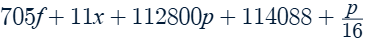 705f + 11x + 112800p + 114088 + p/16